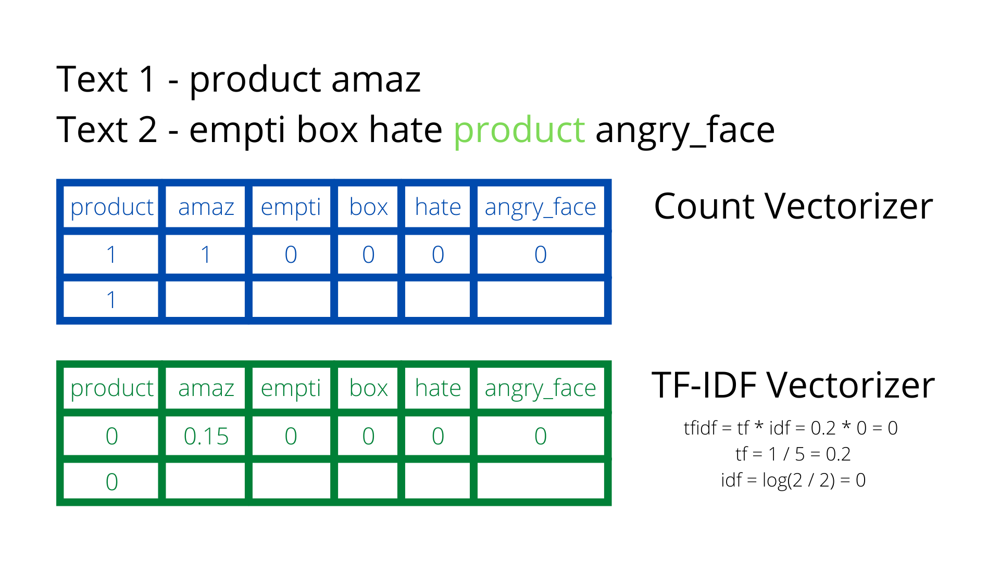 Text 1 - product amaz
Text 2 - empti box hate product angry_face
product amaz empti box hate angry_face
1 1 0 0 0 0
1
Count Vectorizer
product amaz empti box hate angry_face
0 0.15 0 0 0 0
0
TF-IDF Vectorizer
tfidf = tf * idf = 0.2 * 0 = 0
tf = 1 / 5 = 0.2
idf = log(2 / 2) = 0